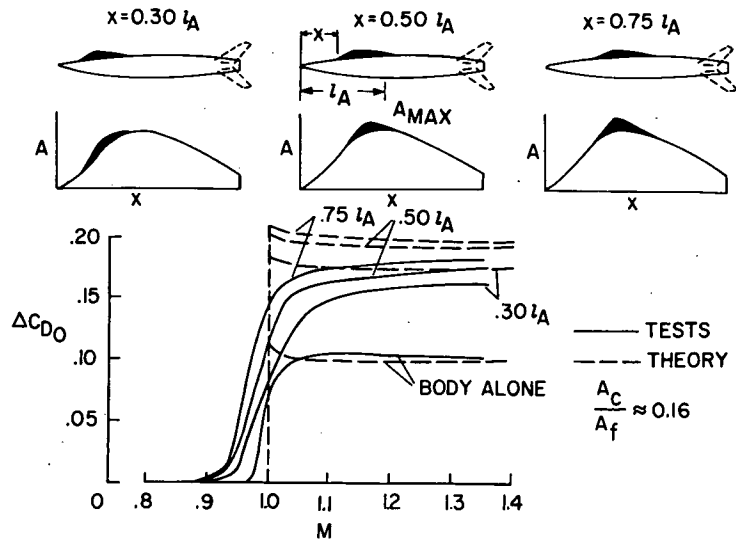 x=0.30 lA
x=0.50 lA
x=0.75 lA
x
lA
AMAX
A
A
A
x
x
x
.75 lA
.50 lA
.20
.15
.10
.05
0
ΔCDO
.30 lA
BODY ALONE
TESTS
THEORY
Ac/Af ≈ 0.16
.8
.9
1.0
1.1
1.2
1.3
1.4
M